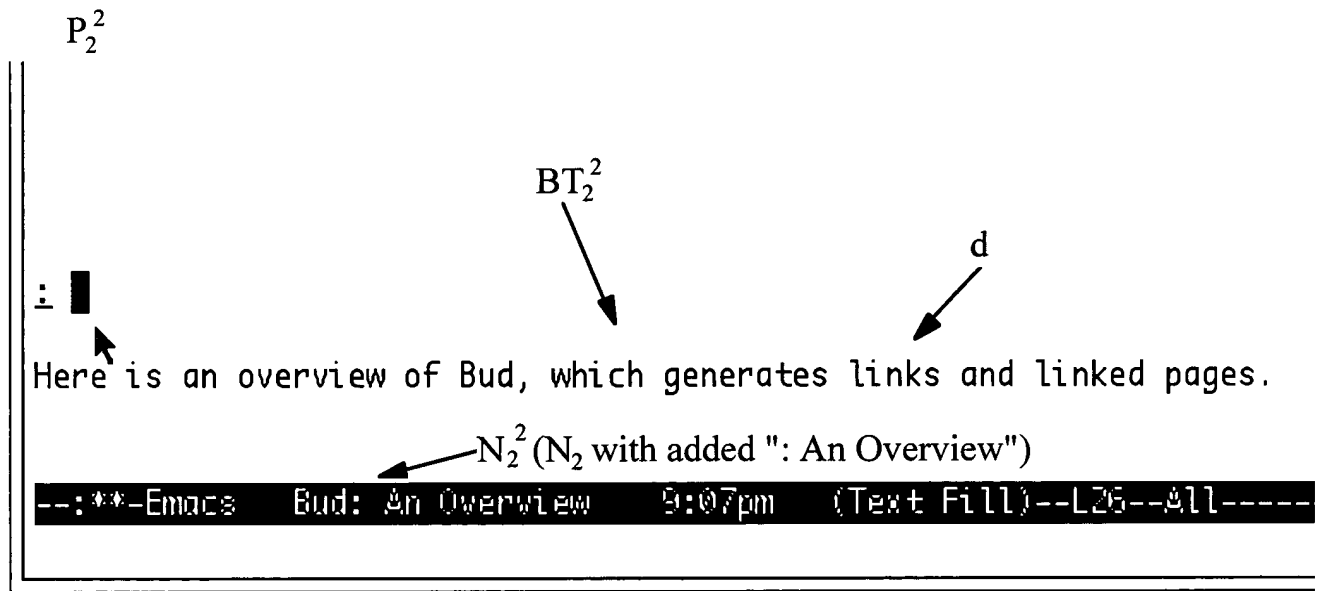 P₂²
BT₂²
d
:
Here is an overview of Bud, which generates links and linked pages.
N₂² (N₂ with added ": An Overview")
--:**-Emacs Bud: An Overview 9:07pm (Text Fill)--L26--All------